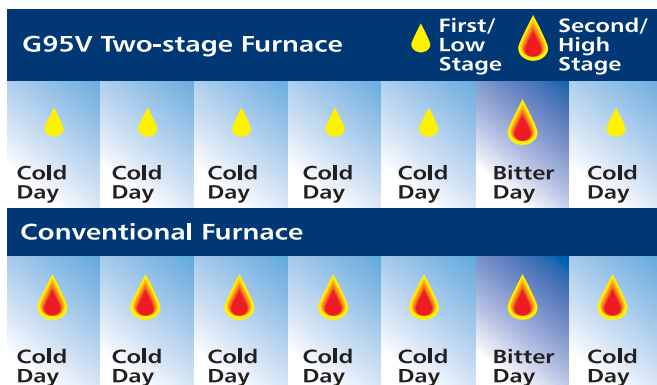 G95V Two-stage Furnace
First/
Low
Stage
Second/
High
Stage
Cold
Day
Cold
Day
Cold
Day
Cold
Day
Cold
Day
Bitter
Day
Cold
Day
Conventional Furnace
Cold
Day
Cold
Day
Cold
Day
Cold
Day
Cold
Day
Bitter
Day
Cold
Day